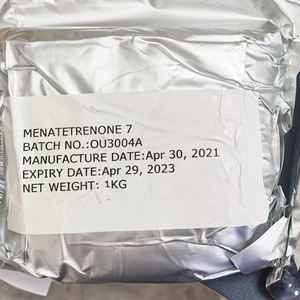 MENATETRENONE 7
BATCH NO.:OU3004A
MANUFACTURE DATE:Apr 30, 2021
EXPIRY DATE:Apr 29, 2023
NET WEIGHT: 1KG